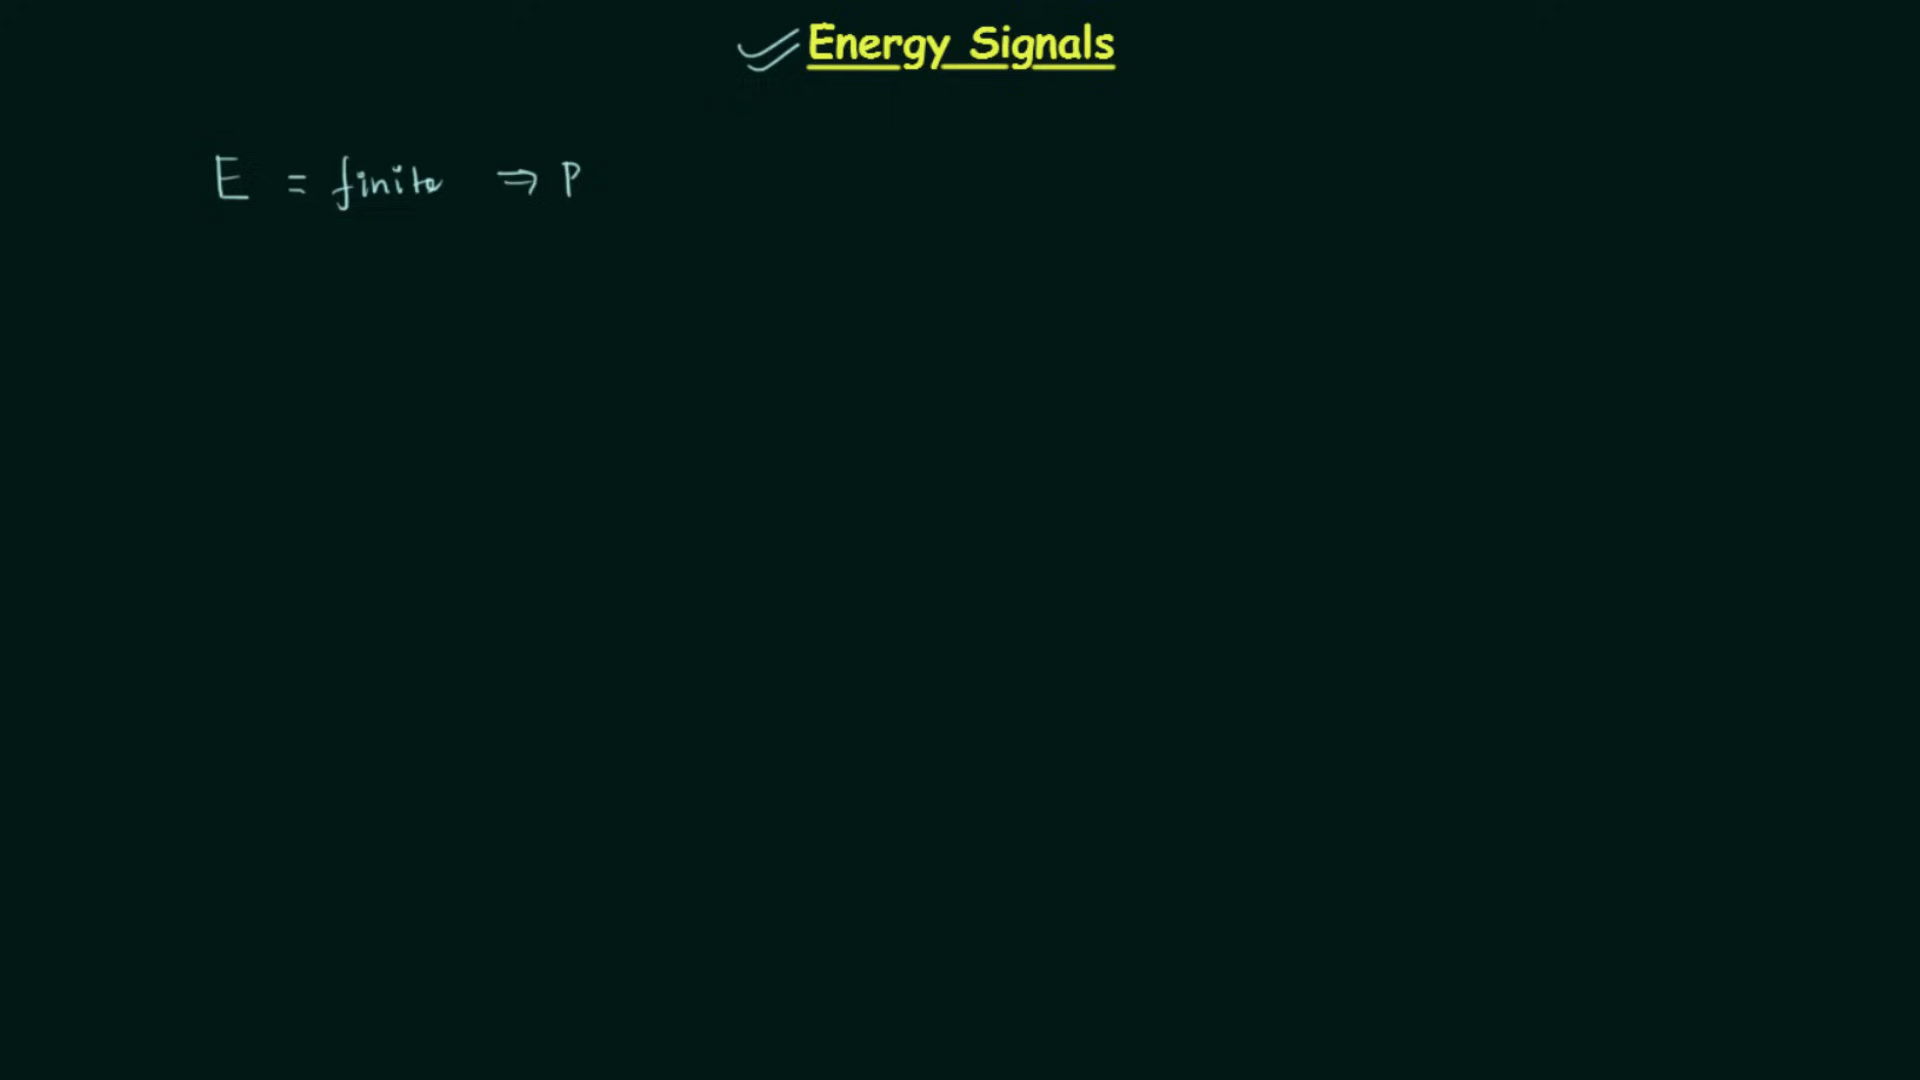 Energy Signals
E = finite ⇒ P